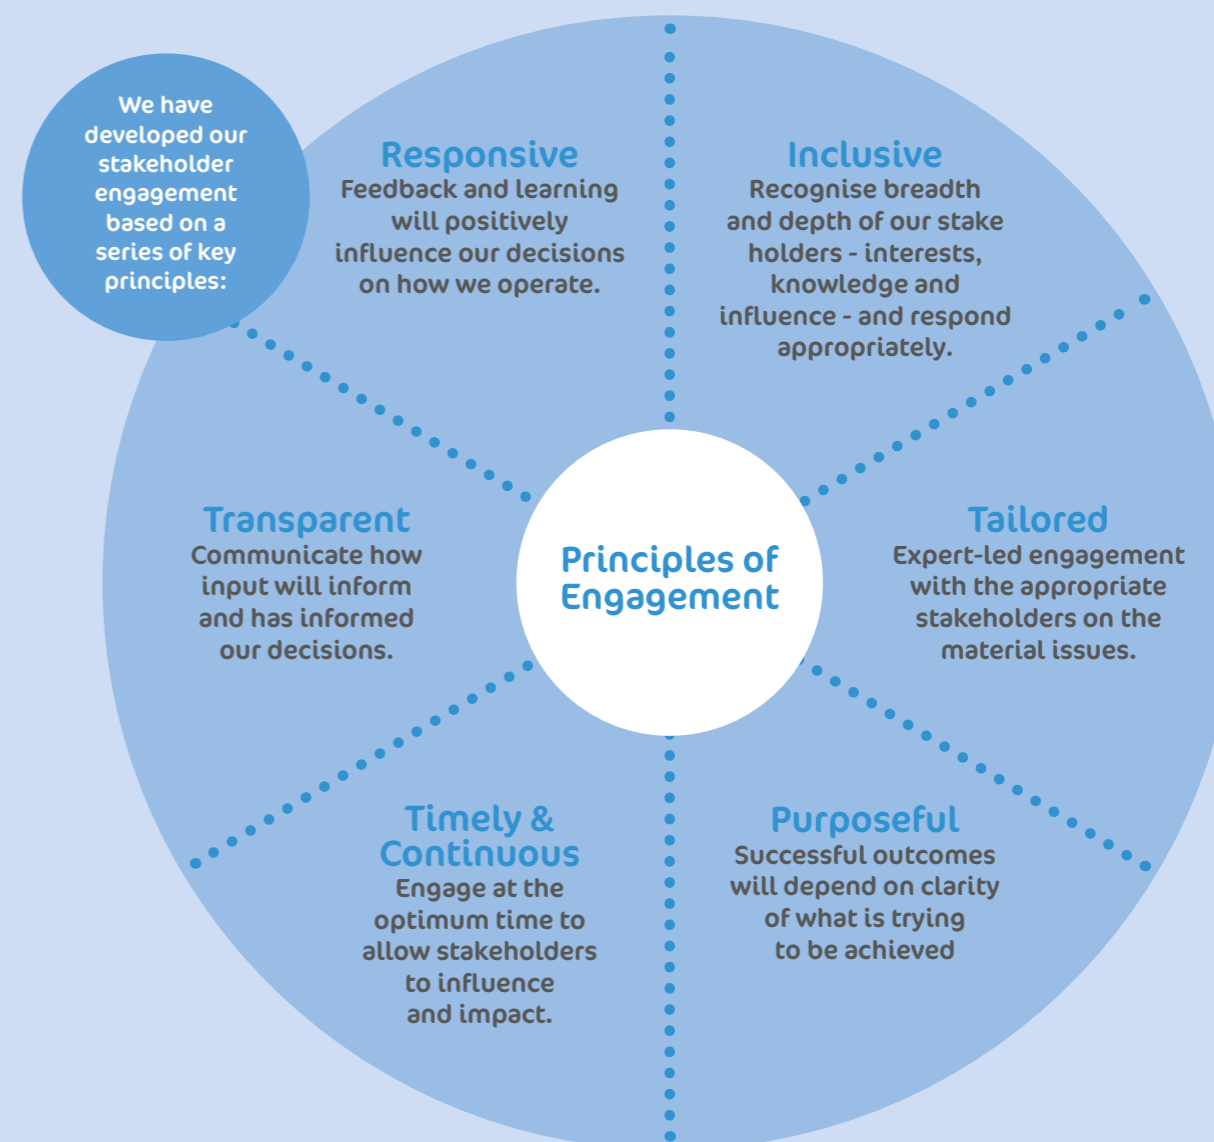 We have
developed our
stakeholder
engagement
based on a
series of key
principles:
Responsive
Feedback and learning
will positively
influence our decisions
on how we operate.
Inclusive
Recognise breadth
and depth of our stake
holders - interests,
knowledge and
influence - and respond
appropriately.
Transparent
Communicate how
input will inform
and has informed
our decisions.
Principles of
Engagement
Tailored
Expert-led engagement
with the appropriate
stakeholders on the
material issues.
Timely &
Continuous
Engage at the
optimum time to
allow stakeholders
to influence
and impact.
Purposeful
Successful outcomes
will depend on clarity
of what is trying
to be achieved